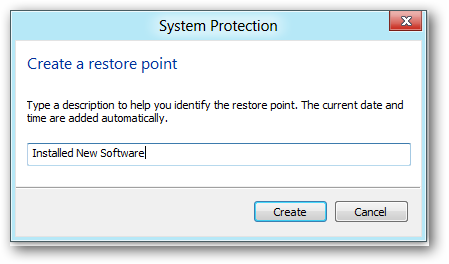 System Protection
Create a restore point
Type a description to help you identify the restore point. The current date and
time are added automatically.
Installed New Software
Create
Cancel